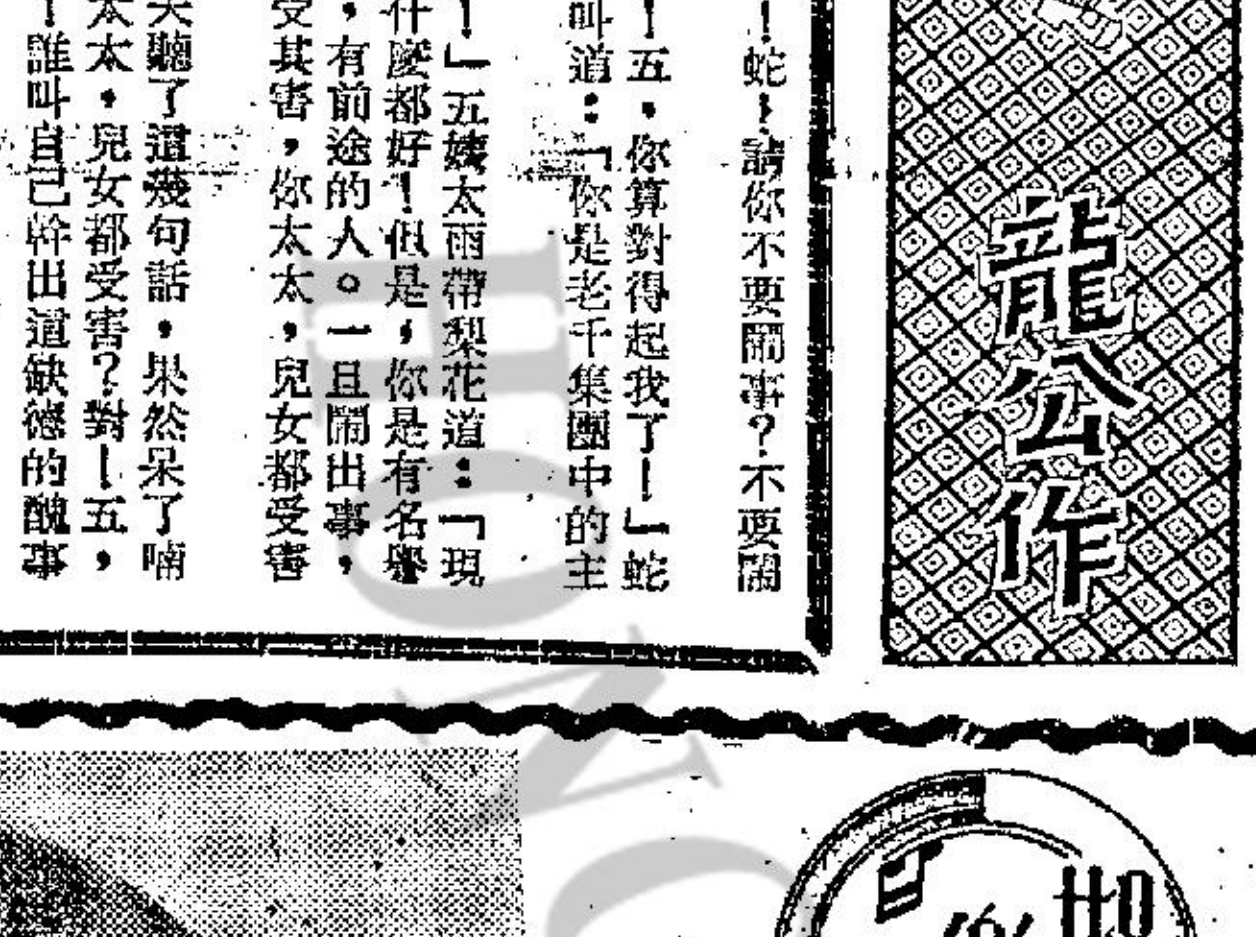 龍公作
！蛇！請你不要鬧事？不要鬧
！五，你算對得起我了！」蛇
叫道：「你是老千集團中的主
！」五姨太雨帶梨花道：「現
什麼都好！但是，你是有名譽
，有前途的人。一旦鬧出事，
受其害，你太太，兒女都受害
聽了這幾句話，果然呆了喃
太太，兒女都受害？對！五，
！誰叫自己幹出這缺德的醜事
HONG